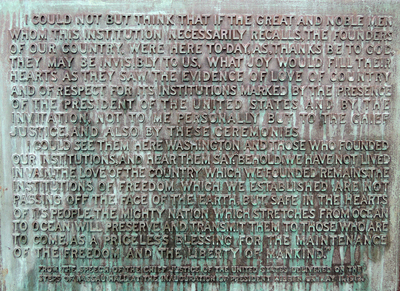 I COULD NOT BUT THINK THAT IF THE GREAT AND NOBLE MEN
WHOM THIS INSTITUTION NECESSARILY RECALLS, THE FOUNDERS
OF OUR COUNTRY, WERE HERE TO-DAY, AS, THANKS BE TO GOD,
THEY MAY BE INVISIBLY TO US, WHAT JOY WOULD FILL THEIR
HEARTS AS THEY SAW THE EVIDENCE OF LOVE OF COUNTRY
AND OF RESPECT FOR ITS INSTITUTIONS MARKED BY THE PRESENCE
OF THE PRESIDENT OF THE UNITED STATES AND BY THE
INVITATION, NOT TO ME PERSONALLY, BUT TO THE CHIEF
JUSTICE, AND ALSO BY THESE CEREMONIES.
I COULD SEE THEM HERE, WASHINGTON AND THOSE WHO FOUNDED
OUR INSTITUTIONS, AND HEAR THEM SAY, BEHOLD, WE HAVE NOT LIVED
IN VAIN, THE LOVE OF THE COUNTRY WHICH WE FOUNDED REMAINS, THE
INSTITUTIONS OF FREEDOM WHICH WE ESTABLISHED ARE NOT
PASSING OFF THE FACE OF THE EARTH, BUT SAFE IN THE HEARTS
OF ITS PEOPLE, THE MIGHTY NATION WHICH STRETCHES FROM OCEAN
TO OCEAN WILL PRESERVE AND TRANSMIT THEM TO THOSE WHO ARE
TO COME, AS A PRICELESS BLESSING FOR THE MAINTENANCE
OF THE FREEDOM AND THE LIBERTY OF MANKIND.
FROM THE SPEECH OF THE CHIEF JUSTICE OF THE UNITED STATES DELIVERED ON THE
STEPS OF